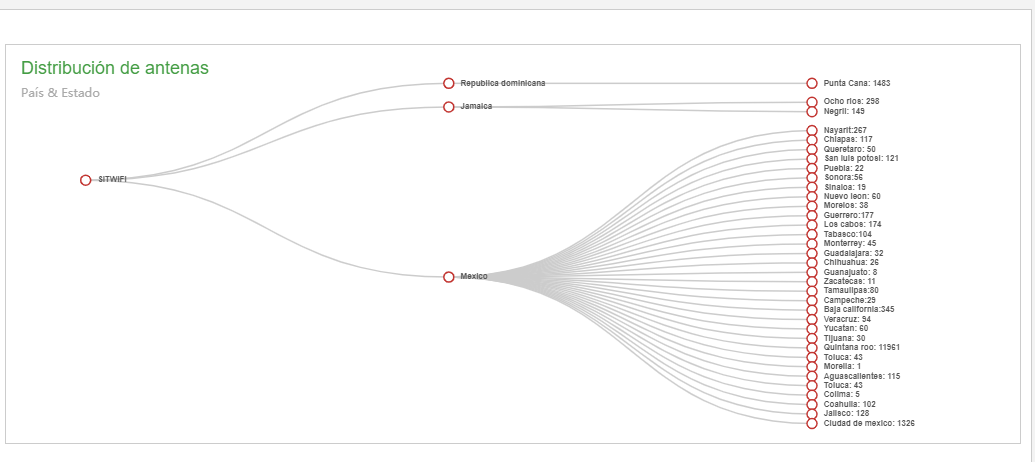 Distribución de antenas
País & Estado
SITWIFI
Republica dominicana
Jamaica
Mexico
Punta Cana: 1483
Ocho rios: 298
Negril: 149
Nayarit:267
Chiapas: 117
Queretaro: 50
San luis potosi: 121
Puebla: 22
Sonora:56
Sinaloa: 19
Nuevo leon: 60
Morelos: 38
Guerrero:177
Los cabos: 174
Tabasco:104
Monterrey: 45
Guadalajara: 32
Chihuahua: 26
Guanajuato: 8
Zacatecas: 11
Tamaulipas:80
Campeche:29
Baja california:345
Veracruz: 94
Yucatan: 60
Tijuana: 30
Quintana roo: 11961
Toluca: 43
Morelia: 1
Aguascalientes: 115
Toluca: 43
Colima: 5
Coahuila: 102
Jalisco: 128
Ciudad de mexico: 1326